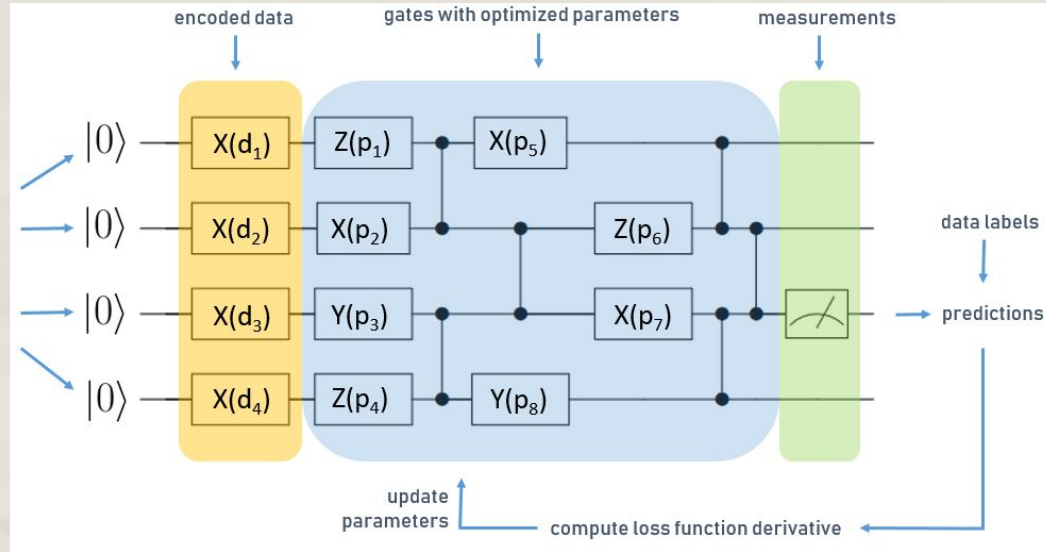 encoded data
gates with optimized parameters
measurements
|0⟩ X(d₁) Z(p₁) X(p₅)
|0⟩ X(d₂) X(p₂) Z(p₆)
data labels
|0⟩ X(d₃) Y(p₃) X(p₇)
predictions
|0⟩ X(d₄) Z(p₄) Y(p₈)
update
parameters
compute loss function derivative